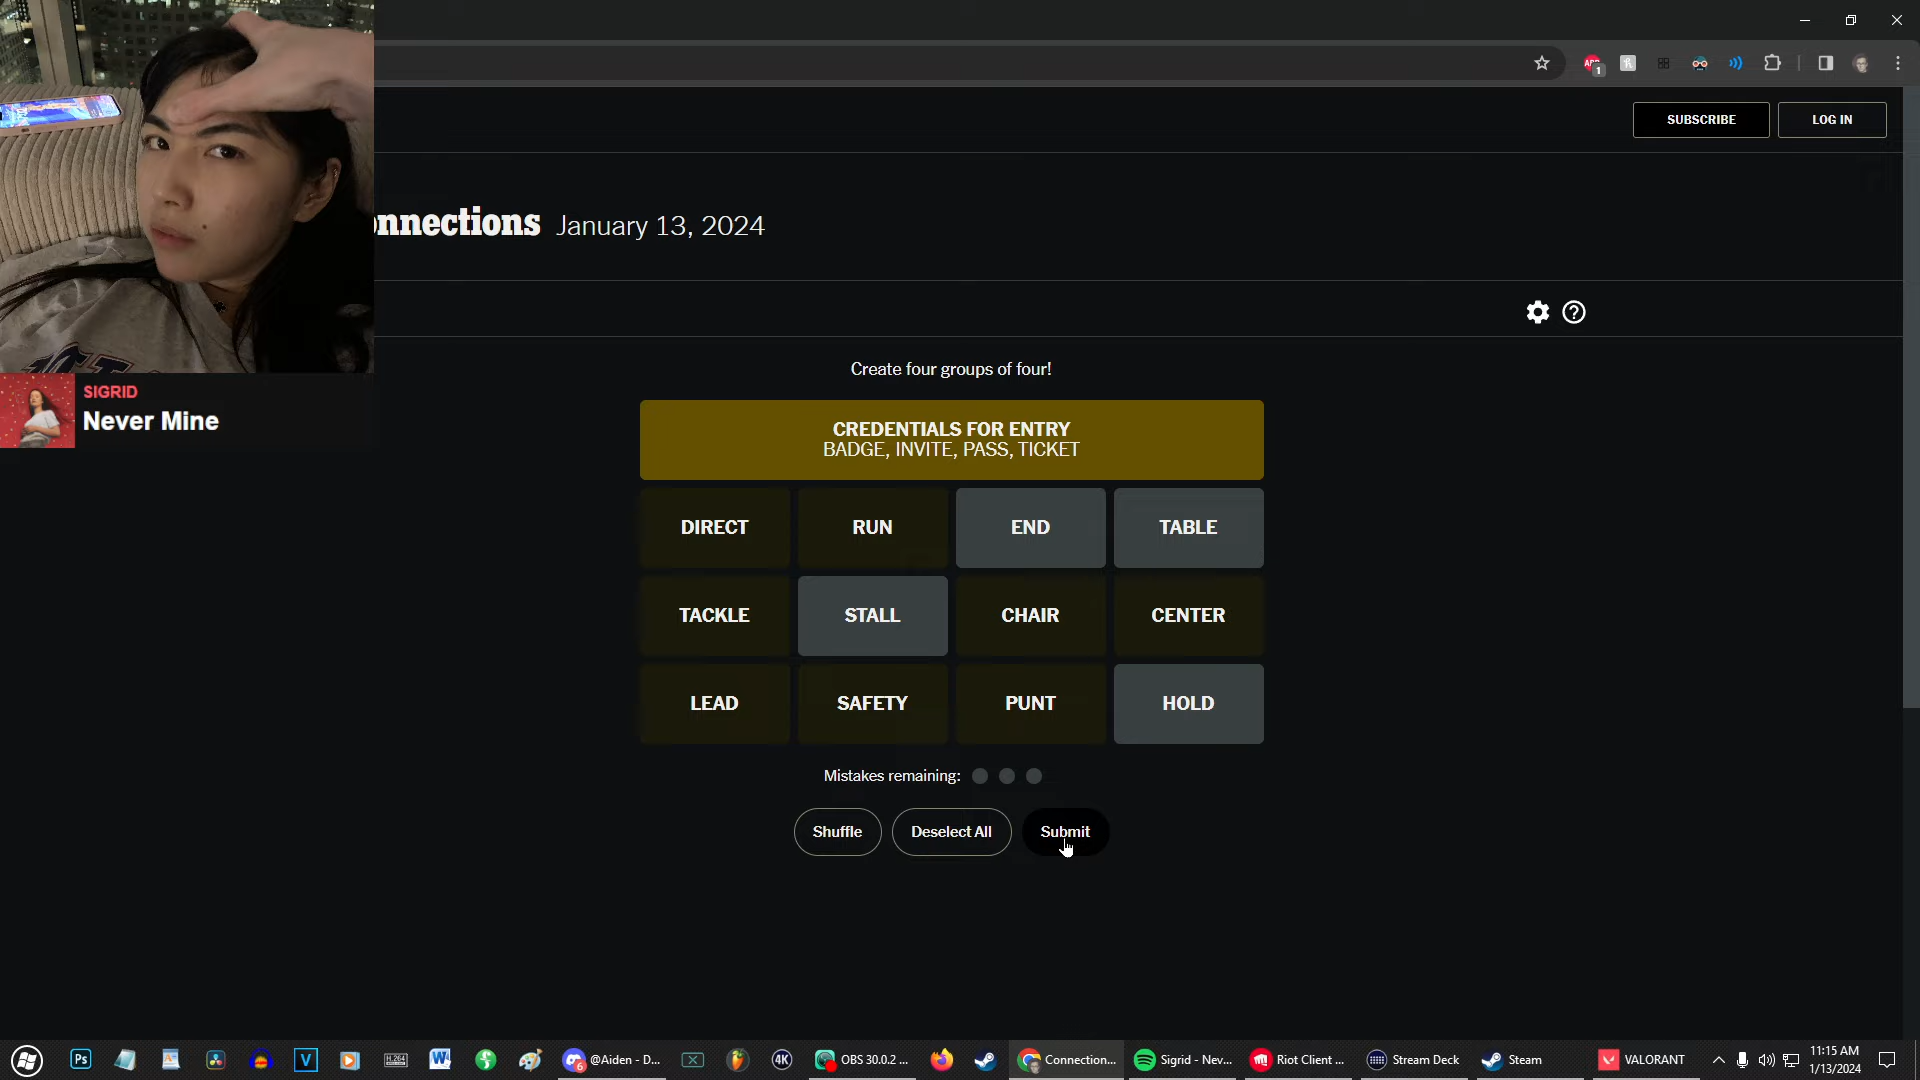 SUBSCRIBE
LOG IN
onnections January 13, 2024
SIGRID
Never Mine
Create four groups of four!
CREDENTIALS FOR ENTRY
BADGE, INVITE, PASS, TICKET
DIRECT
RUN
END
TABLE
TACKLE
STALL
CHAIR
CENTER
LEAD
SAFETY
PUNT
HOLD
Mistakes remaining:
Shuffle
Deselect All
Submit
@Aiden - D...
OBS 30.0.2 ...
Connection...
Sigrid - Nev...
Riot Client ...
Stream Deck
Steam
VALORANT
11:15 AM
1/13/2024